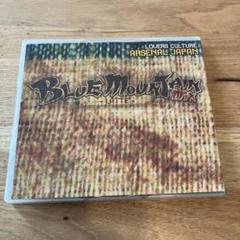 LOVERS CULTURE
ARSENAL JAPAN
BLUE MOUNTAIN